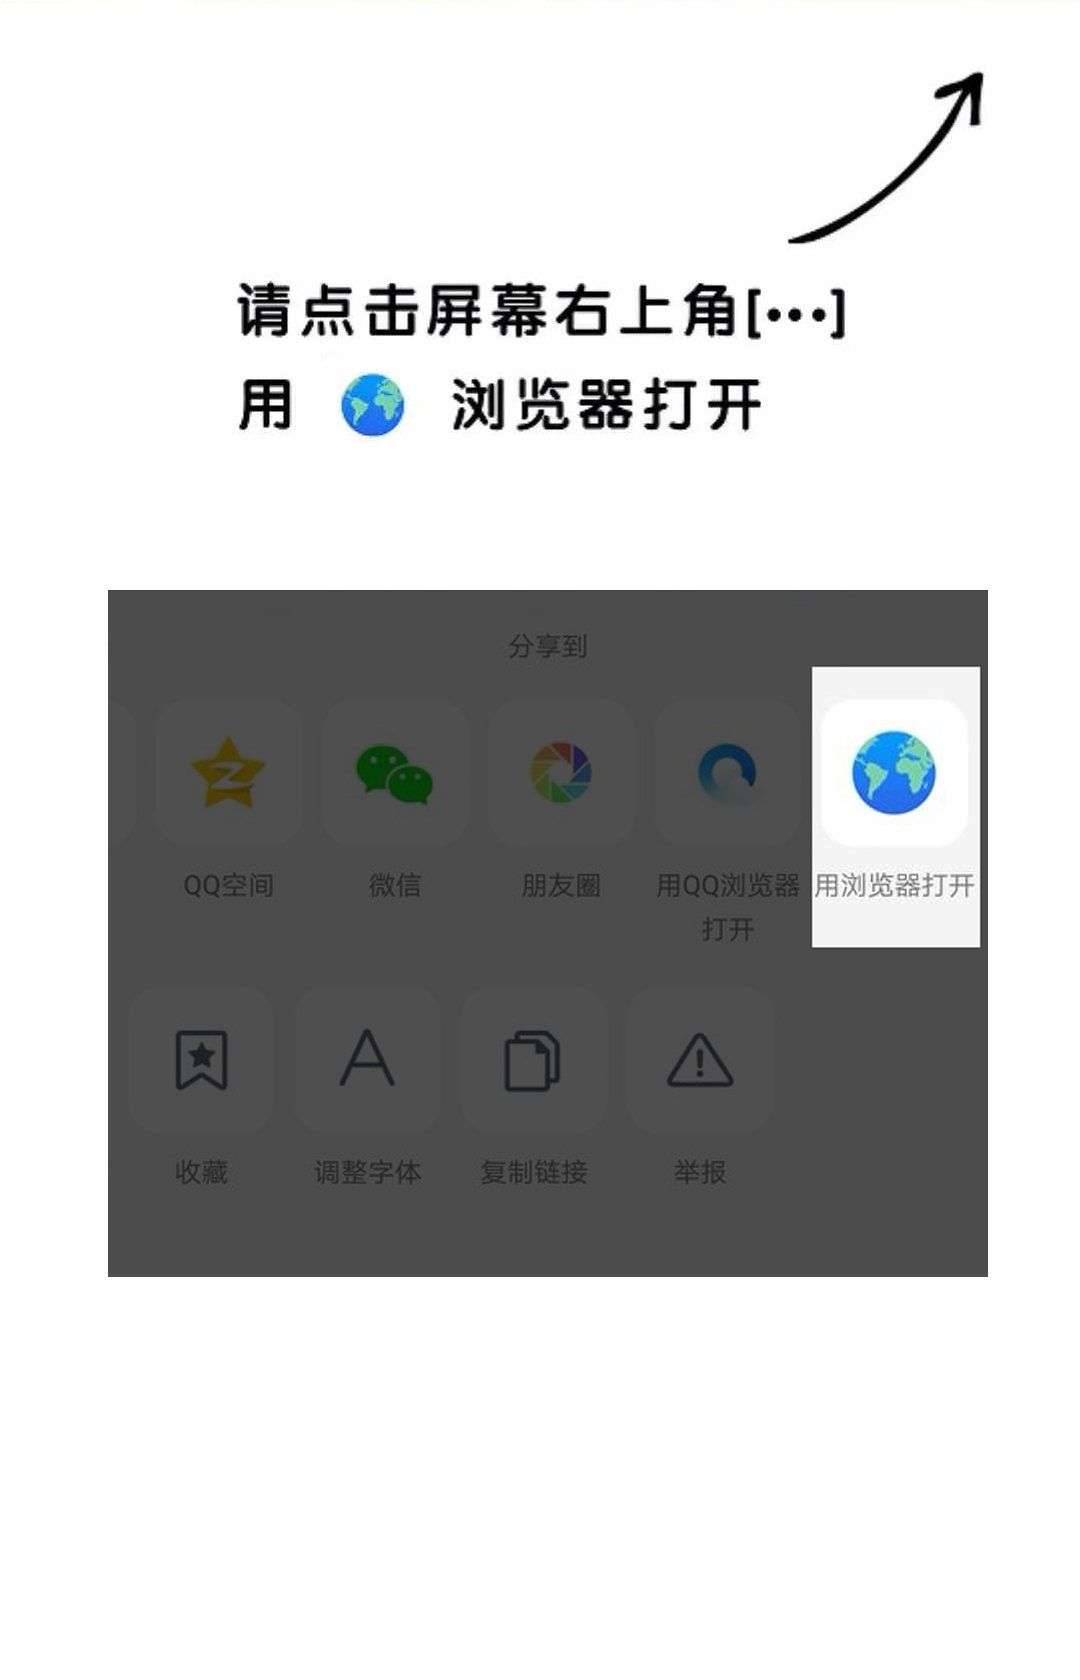 请点击屏幕右上角[•••]
用 浏览器打开
分享到
QQ空间
微信
朋友圈
用QQ浏览器
打开
用浏览器打开
收藏
调整字体
复制链接
举报